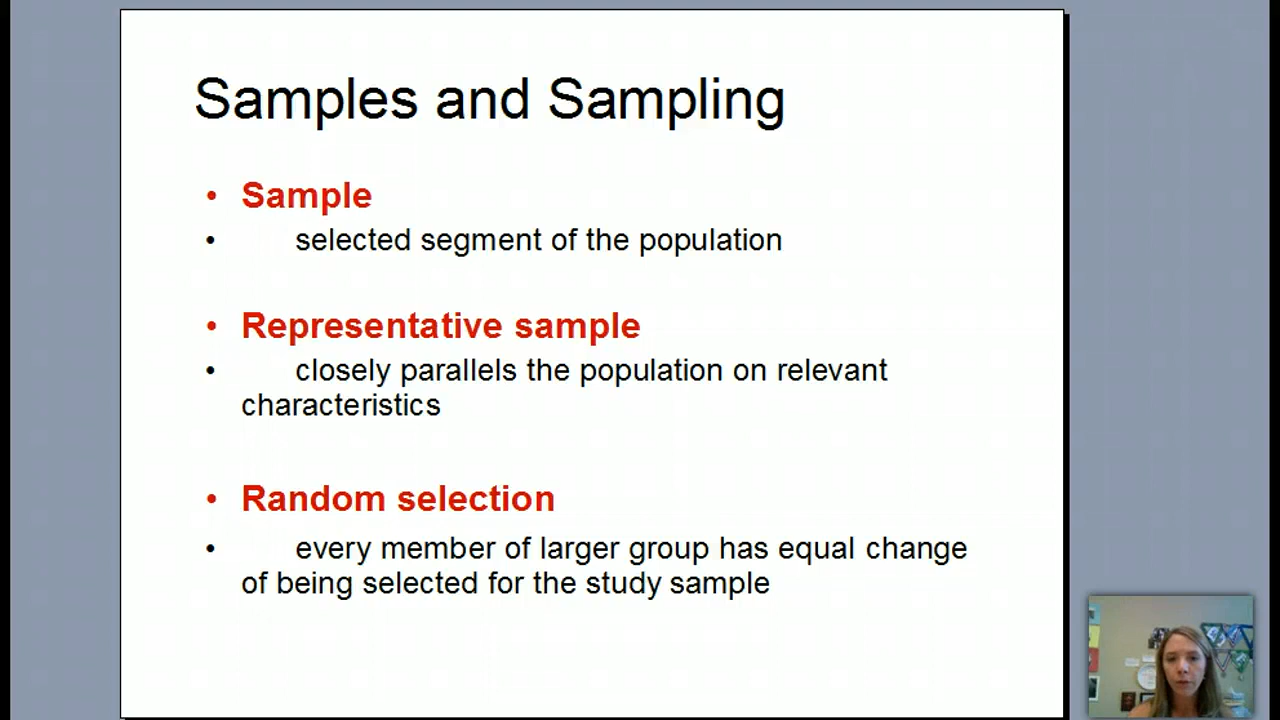 Samples and Sampling
• Sample
• selected segment of the population
• Representative sample
• closely parallels the population on relevant
characteristics
• Random selection
• every member of larger group has equal change
of being selected for the study sample